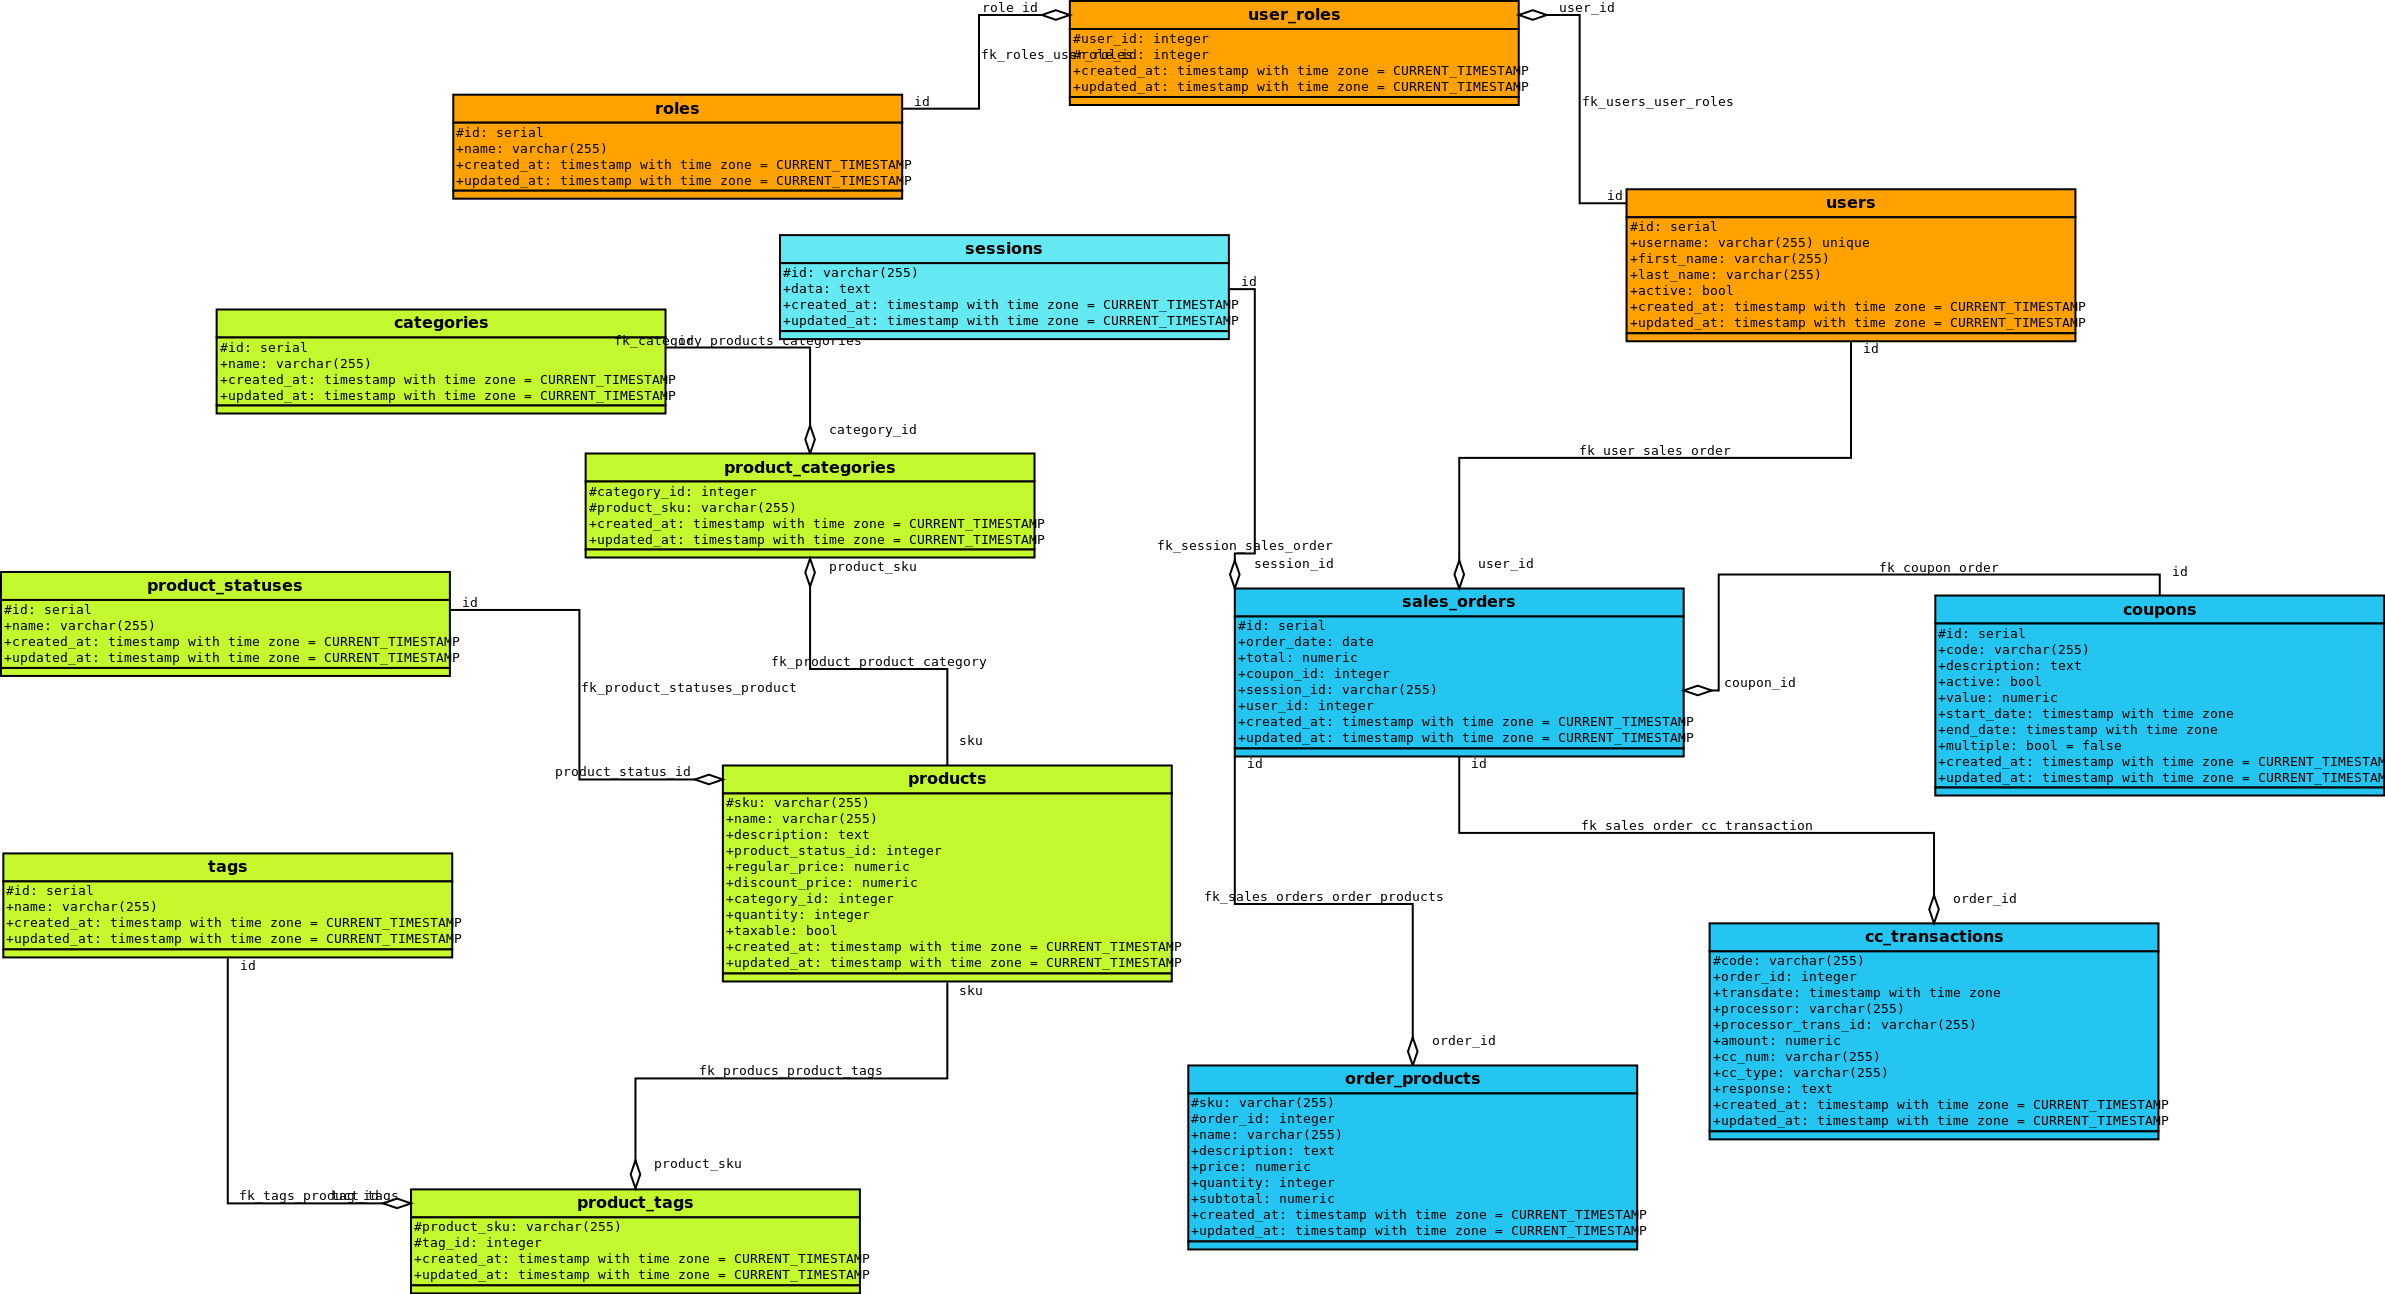 role_id
user_roles
user_id
#user_id: integer
#role_id: integer
+created_at: timestamp with time zone = CURRENT_TIMESTAMP
+updated_at: timestamp with time zone = CURRENT_TIMESTAMP
fk_roles_user_roles
fk_users_user_roles
id
roles
#id: serial
+name: varchar(255)
+created_at: timestamp with time zone = CURRENT_TIMESTAMP
+updated_at: timestamp with time zone = CURRENT_TIMESTAMP
id
users
#id: serial
+username: varchar(255) unique
+first_name: varchar(255)
+last_name: varchar(255)
+active: bool
+created_at: timestamp with time zone = CURRENT_TIMESTAMP
+updated_at: timestamp with time zone = CURRENT_TIMESTAMP
id
sessions
#id: varchar(255)
+data: text
+created_at: timestamp with time zone = CURRENT_TIMESTAMP
+updated_at: timestamp with time zone = CURRENT_TIMESTAMP
id
categories
#id: serial
+name: varchar(255)
+created_at: timestamp with time zone = CURRENT_TIMESTAMP
+updated_at: timestamp with time zone = CURRENT_TIMESTAMP
id
fk_category_products_categories
category_id
product_categories
#category_id: integer
#product_sku: varchar(255)
+created_at: timestamp with time zone = CURRENT_TIMESTAMP
+updated_at: timestamp with time zone = CURRENT_TIMESTAMP
product_sku
fk_user_sales_order
fk_session_sales_order
session_id
user_id
fk_coupon_order
id
product_statuses
#id: serial
+name: varchar(255)
+created_at: timestamp with time zone = CURRENT_TIMESTAMP
+updated_at: timestamp with time zone = CURRENT_TIMESTAMP
id
fk_product_product_category
fk_product_statuses_product
sku
product_status_id
sales_orders
#id: serial
+order_date: date
+total: numeric
+coupon_id: integer
+session_id: varchar(255)
+user_id: integer
+created_at: timestamp with time zone = CURRENT_TIMESTAMP
+updated_at: timestamp with time zone = CURRENT_TIMESTAMP
coupon_id
id
id
coupons
#id: serial
+code: varchar(255)
+description: text
+active: bool
+value: numeric
+start_date: timestamp with time zone
+end_date: timestamp with time zone
+multiple: bool = false
+created_at: timestamp with time zone = CURRENT_TIMESTAM
+updated_at: timestamp with time zone = CURRENT_TIMESTAM
products
#sku: varchar(255)
+name: varchar(255)
+description: text
+product_status_id: integer
+regular_price: numeric
+discount_price: numeric
+category_id: integer
+quantity: integer
+taxable: bool
+created_at: timestamp with time zone = CURRENT_TIMESTAMP
+updated_at: timestamp with time zone = CURRENT_TIMESTAMP
sku
tags
#id: serial
+name: varchar(255)
+created_at: timestamp with time zone = CURRENT_TIMESTAMP
+updated_at: timestamp with time zone = CURRENT_TIMESTAMP
id
fk_sales_order_cc_transaction
fk_sales_orders_order_products
order_id
cc_transactions
#code: varchar(255)
+order_id: integer
+transdate: timestamp with time zone
+processor: varchar(255)
+processor_trans_id: varchar(255)
+amount: numeric
+cc_num: varchar(255)
+cc_type: varchar(255)
+response: text
+created_at: timestamp with time zone = CURRENT_TIMESTAMP
+updated_at: timestamp with time zone = CURRENT_TIMESTAMP
order_id
order_products
#sku: varchar(255)
#order_id: integer
+name: varchar(255)
+description: text
+price: numeric
+quantity: integer
+subtotal: numeric
+created_at: timestamp with time zone = CURRENT_TIMESTAMP
+updated_at: timestamp with time zone = CURRENT_TIMESTAMP
fk_producs_product_tags
product_sku
fk_tags_product_tags
tag_id
product_tags
#product_sku: varchar(255)
#tag_id: integer
+created_at: timestamp with time zone = CURRENT_TIMESTAMP
+updated_at: timestamp with time zone = CURRENT_TIMESTAMP